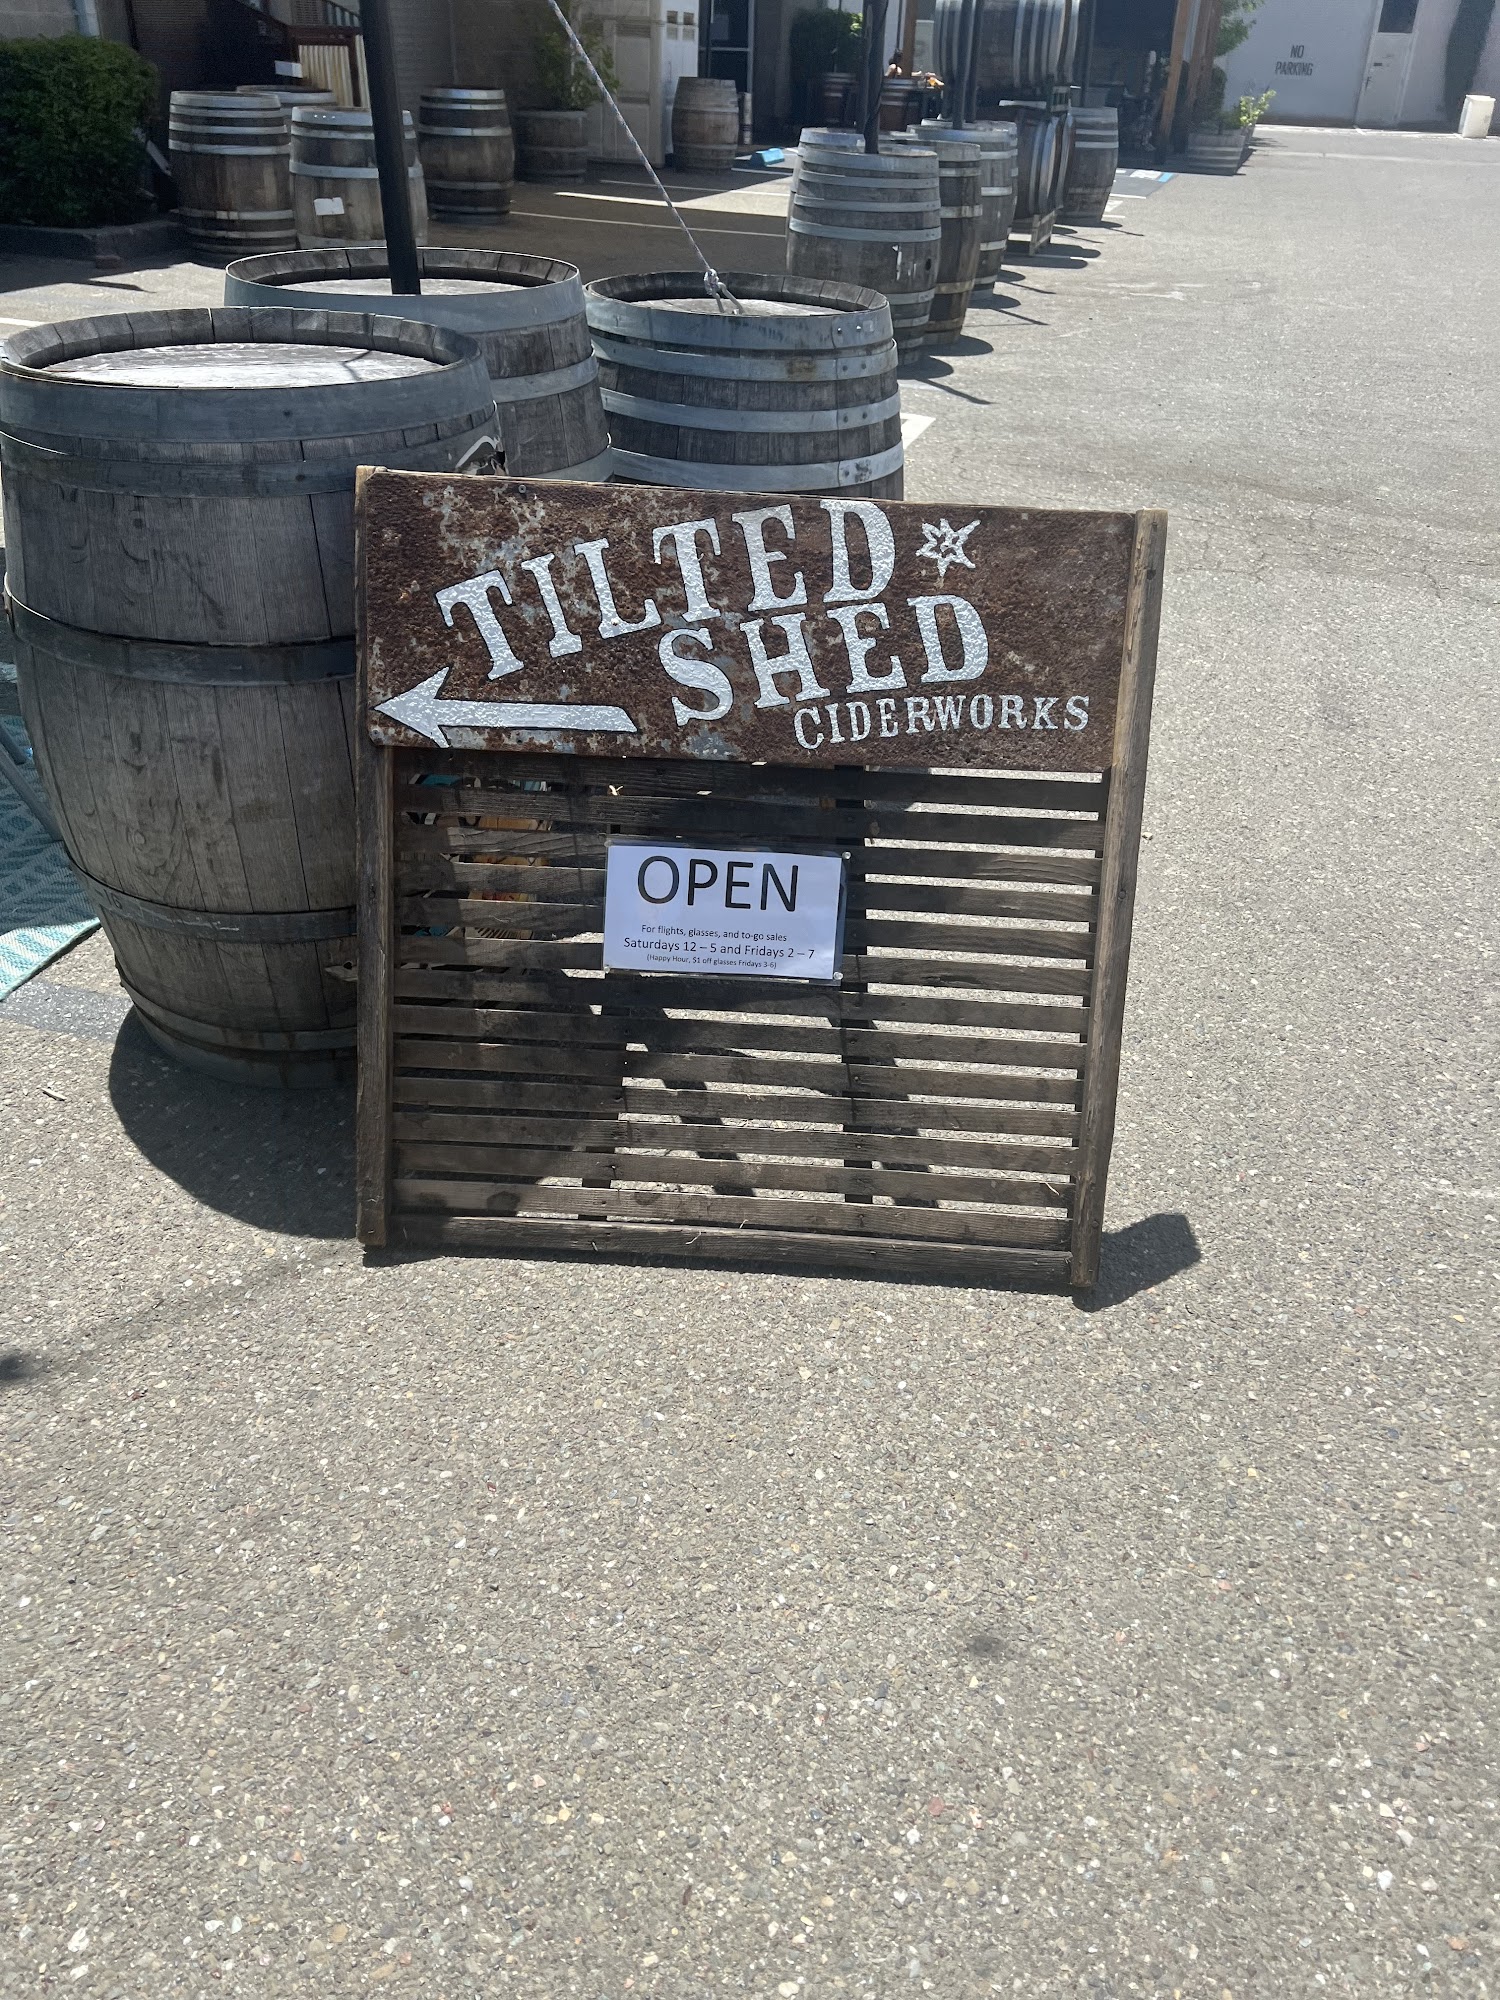 NO
PARKING
TILTED
SHED
CIDERWORKS
OPEN
For flights, glasses, and to-go sales
Saturdays 12 – 5 and Fridays 2 – 7
(Happy Hour, $1 off glasses Fridays 3-6)